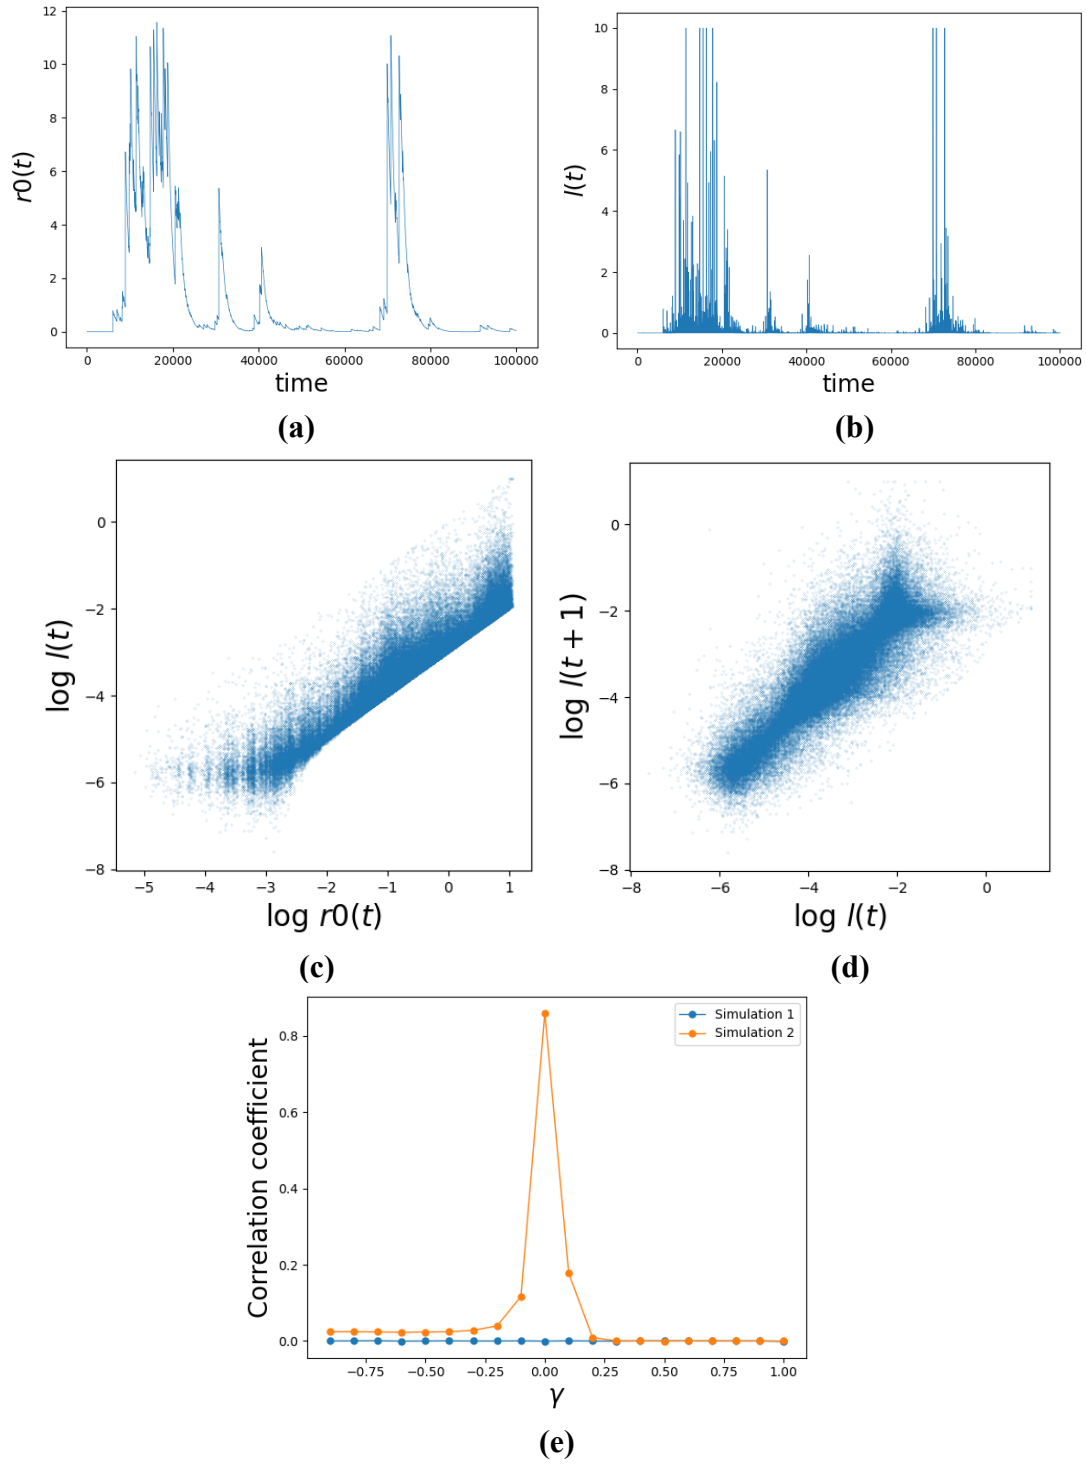 12
10
8
6
4
2
0
r0(t)
0 20000 40000 60000 80000 100000
time
(a)
10
8
6
4
2
0
l(t)
0 20000 40000 60000 80000 100000
time
(b)
0
−2
−4
−6
−8
log l(t)
−5 −4 −3 −2 −1 0 1
log r0(t)
(c)
0
−2
−4
−6
−8
log l(t + 1)
−8 −6 −4 −2 0
log l(t)
(d)
Simulation 1
Simulation 2
0.8
0.6
0.4
0.2
0.0
Correlation coefficient
−0.75 −0.50 −0.25 0.00 0.25 0.50 0.75 1.00
γ
(e)